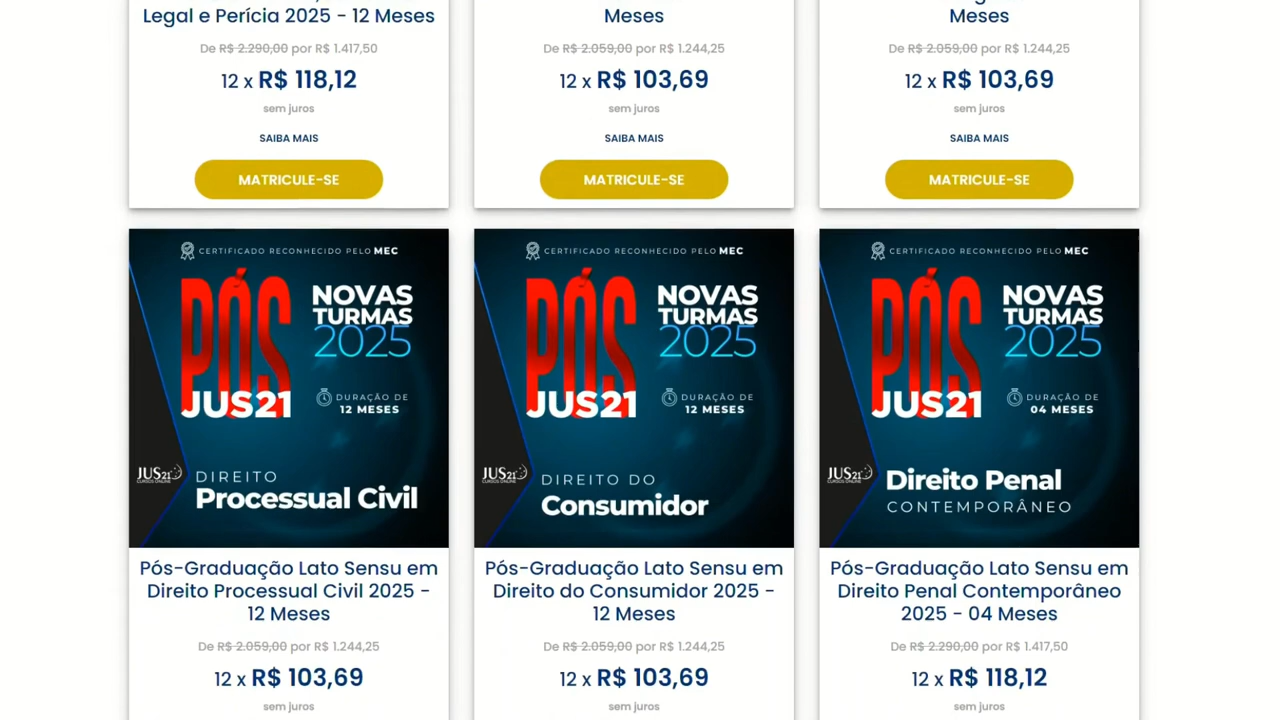 Legal e Perícia 2025 - 12 Meses
De R$ 2.290,00 por R$ 1.417,50
12 x R$ 118,12
sem juros
SAIBA MAIS
MATRICULE-SE
Meses
De R$ 2.059,00 por R$ 1.244,25
12 x R$ 103,69
sem juros
SAIBA MAIS
MATRICULE-SE
Meses
De R$ 2.059,00 por R$ 1.244,25
12 x R$ 103,69
sem juros
SAIBA MAIS
MATRICULE-SE
CERTIFICADO RECONHECIDO PELO MEC
PÓS
JUS21
NOVAS
TURMAS
2025
DURAÇÃO DE
12 MESES
JUS21
CURSOS ONLINE
DIREITO
Processual Civil
Pós-Graduação Lato Sensu em
Direito Processual Civil 2025 -
12 Meses
De R$ 2.059,00 por R$ 1.244,25
12 x R$ 103,69
sem juros
CERTIFICADO RECONHECIDO PELO MEC
PÓS
JUS21
NOVAS
TURMAS
2025
DURAÇÃO DE
12 MESES
JUS21
CURSOS ONLINE
DIREITO DO
Consumidor
Pós-Graduação Lato Sensu em
Direito do Consumidor 2025 -
12 Meses
De R$ 2.059,00 por R$ 1.244,25
12 x R$ 103,69
sem juros
CERTIFICADO RECONHECIDO PELO MEC
PÓS
JUS21
NOVAS
TURMAS
2025
DURAÇÃO DE
04 MESES
JUS21
CURSOS ONLINE
Direito Penal
CONTEMPORÂNEO
Pós-Graduação Lato Sensu em
Direito Penal Contemporâneo
2025 - 04 Meses
De R$ 2.290,00 por R$ 1.417,50
12 x R$ 118,12
sem juros